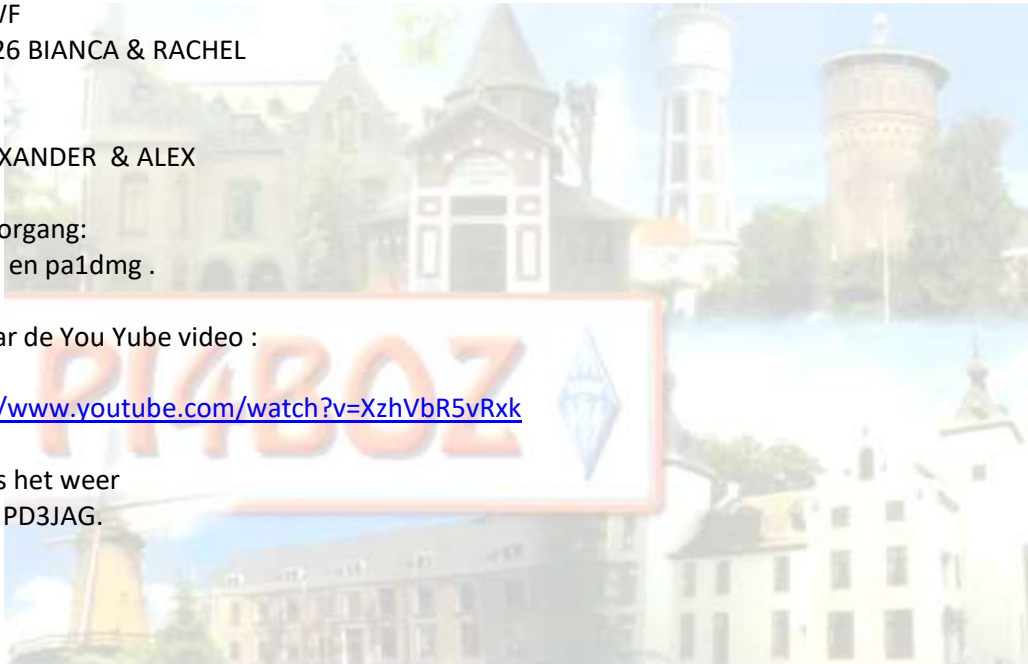 VF
26 BIANCA & RACHEL
XANDER & ALEX
organg:
en pa1dmg .
ar de You Yube video :
/www.youtube.com/watch?v=XzhVbR5vRxk
PI4BOZ
s het weer
PD3JAG.